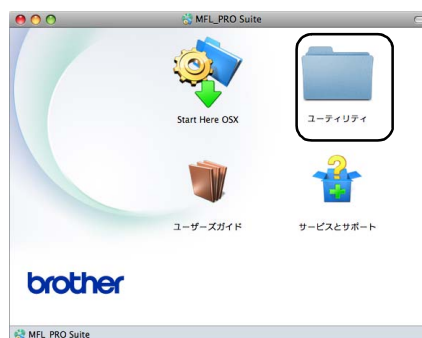 MFL_PRO Suite
Start Here OSX
ユーティリティ
ユーザーズガイド
サービスとサポート
brother
MFL_PRO Suite